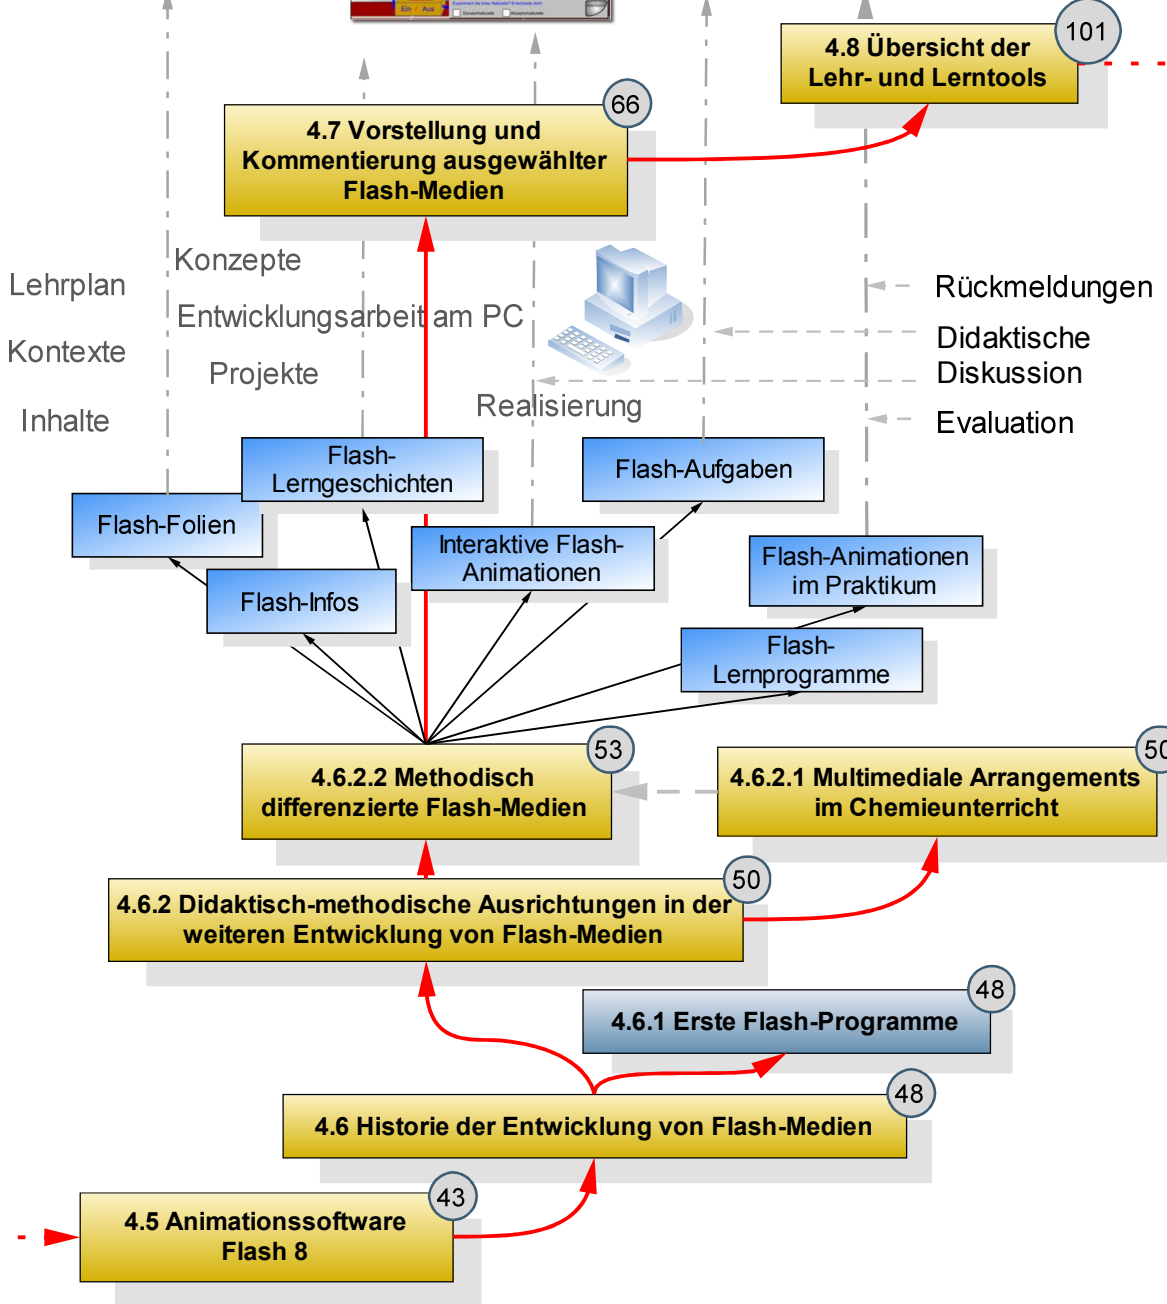 Ein / Aus
101
4.8 Übersicht der
Lehr- und Lerntools
66
4.7 Vorstellung und
Kommentierung ausgewählter
Flash-Medien
Konzepte
Lehrplan
Rückmeldungen
Entwicklungsarbeit am PC
Didaktische
Diskussion
Kontexte
Projekte
Realisierung
Inhalte
Evaluation
Flash-
Lerngeschichten
Flash-Aufgaben
Flash-Folien
Interaktive Flash-
Animationen
Flash-Animationen
im Praktikum
Flash-Infos
Flash-
Lernprogramme
53
4.6.2.2 Methodisch
differenzierte Flash-Medien
50
4.6.2.1 Multimediale Arrangements
im Chemieunterricht
50
4.6.2 Didaktisch-methodische Ausrichtungen in der
weiteren Entwicklung von Flash-Medien
48
4.6.1 Erste Flash-Programme
48
4.6 Historie der Entwicklung von Flash-Medien
43
4.5 Animationssoftware
Flash 8